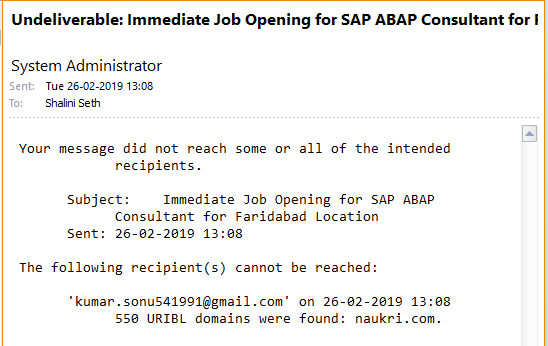 Undeliverable: Immediate Job Opening for SAP ABAP Consultant for
System Administrator
Sent: Tue 26-02-2019 13:08
To: Shalini Seth
Your message did not reach some or all of the intended
recipients.
Subject: Immediate Job Opening for SAP ABAP
Consultant for Faridabad Location
Sent: 26-02-2019 13:08
The following recipient(s) cannot be reached:
'kumar.sonu541991@gmail.com' on 26-02-2019 13:08
550 URIBL domains were found: naukri.com.